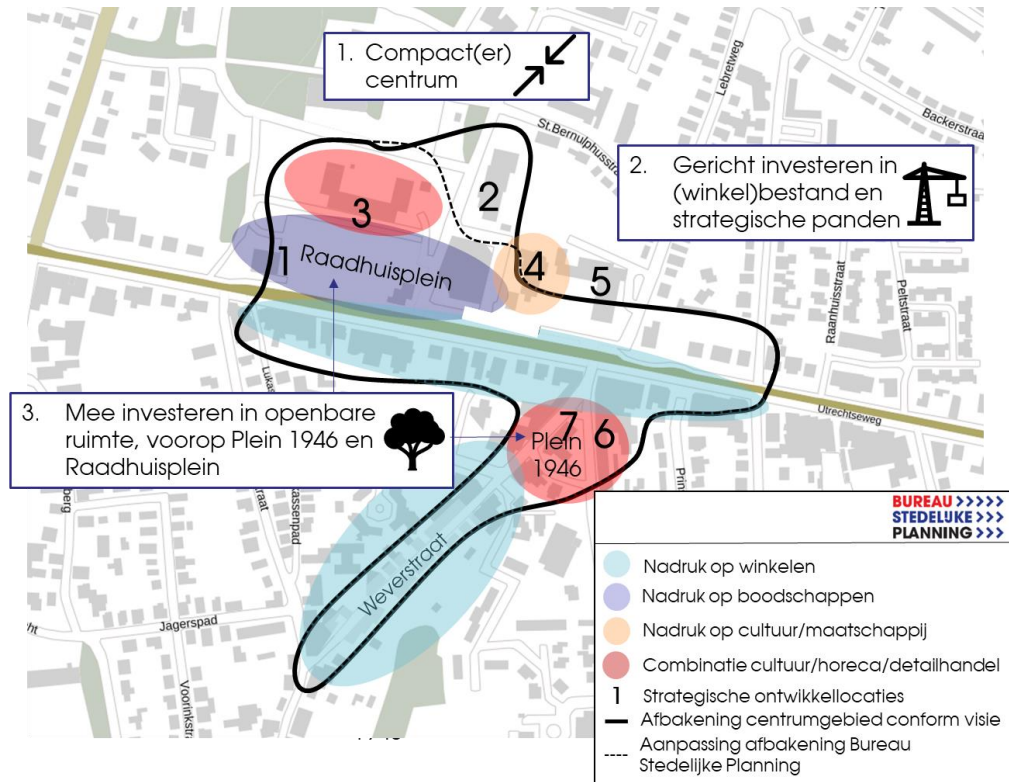 1. Compact(er)
centrum
Lebretweg
Backerstraat
St.Bernulphusstraat
2. Gericht investeren in
(winkel)bestand en
strategische panden
2
3
4
5
1
Raadhuisplein
Raanhuisstraat
Peltstraat
Utrechtseweg
3. Mee investeren in openbare
ruimte, voorop Plein 1946 en
Raadhuisplein
7
6
Plein
1946
Weverstraat
Jagerspad
Voorinkstra
BUREAU >>>>>
STEDELIJKE >>>
PLANNING >>>
Nadruk op winkelen
Nadruk op boodschappen
Nadruk op cultuur/maatschappij
Combinatie cultuur/horeca/detailhandel
1 Strategische ontwikkellocaties
Afbakening centrumgebied conform visie
Aanpassing afbakening Bureau
Stedelijke Planning